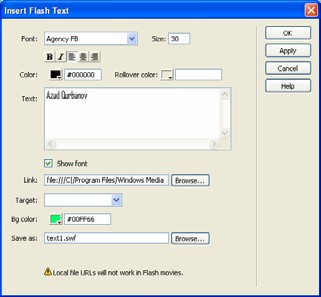 Insert Flash Text
Font: Agency FB Size: 30 OK
B I Apply
Color: #000000 Rollover color: Cancel
Text: Azad Qurbanov Help
Show font
Link: file:///C|/Program Files/Windows Media Browse...
Target:
Bg color: #00FF66
Save as: text1.swf Browse...
Local file URLs will not work in Flash movies.